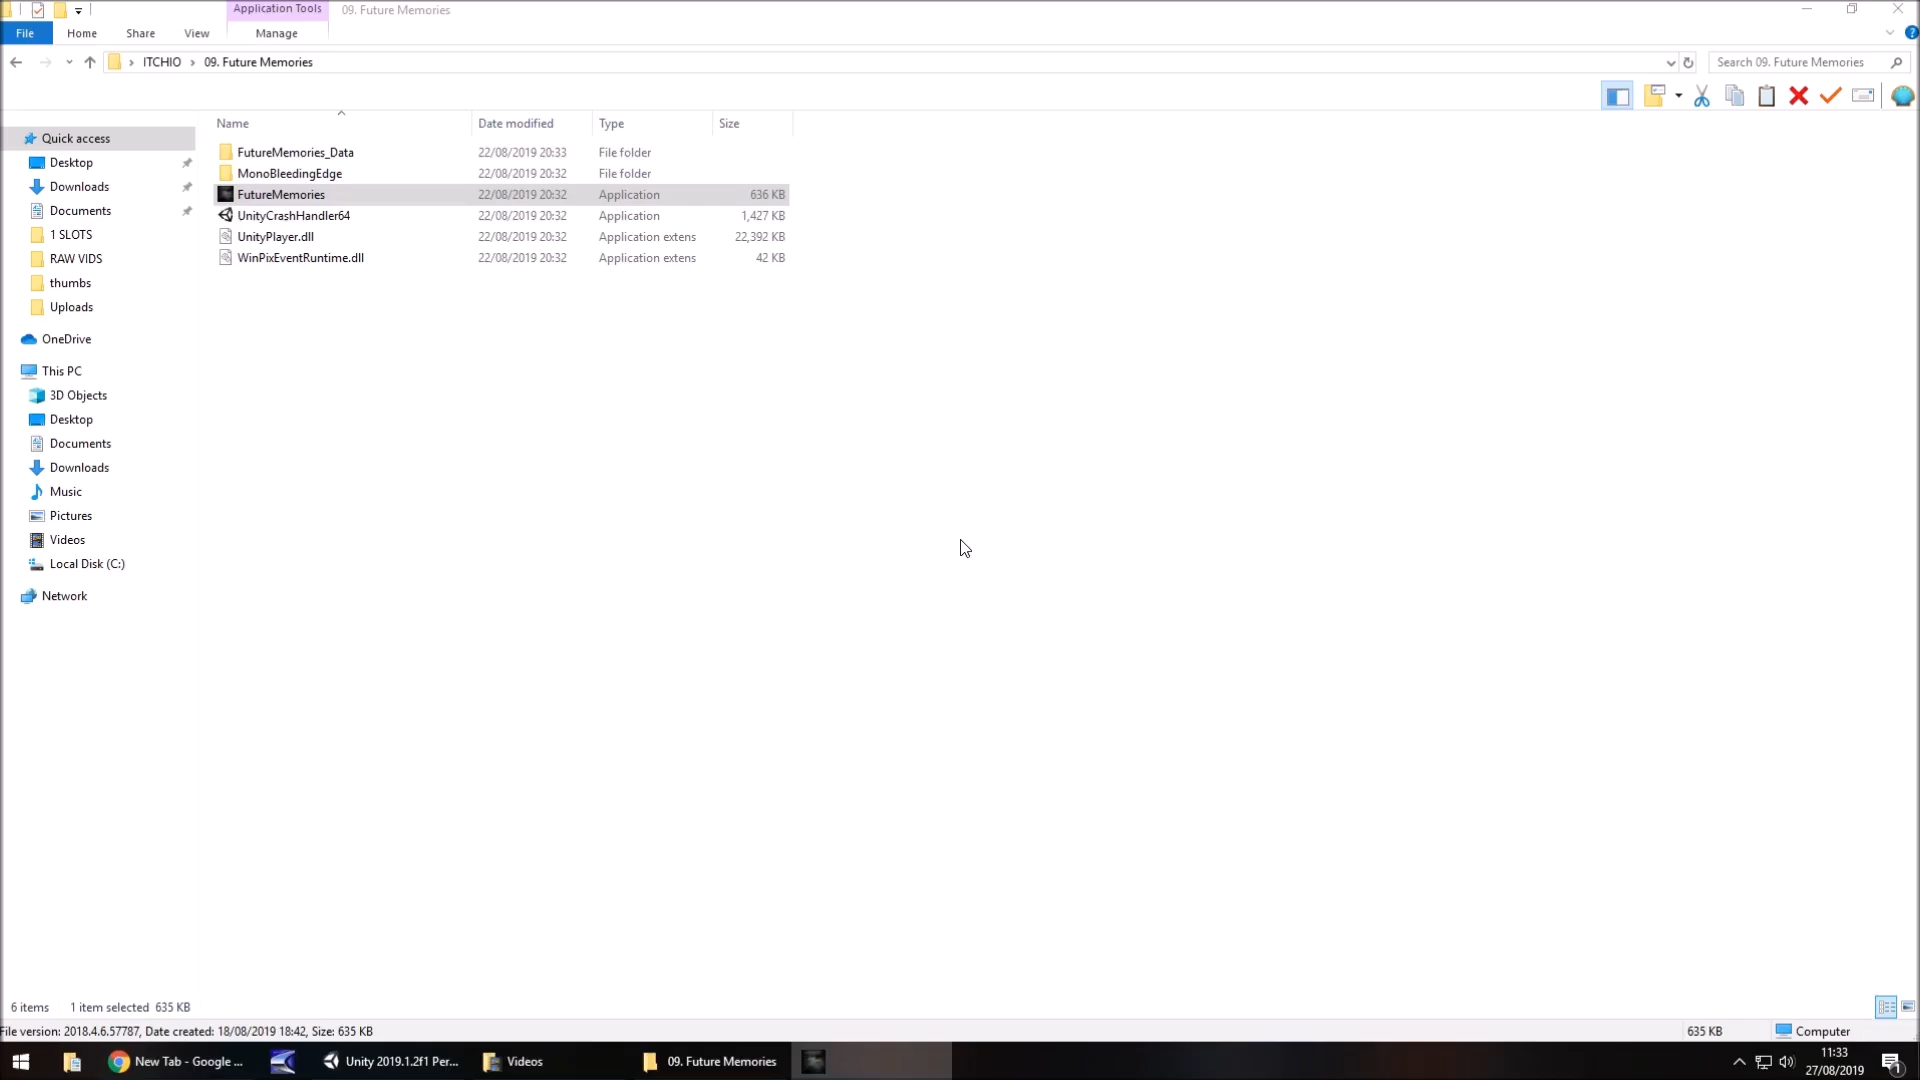 Application Tools 09. Future Memories
File Home Share View Manage
ITCHIO › 09. Future Memories Search 09. Future Memories
Name Date modified Type Size
Quick access
Desktop
Downloads
Documents
1 SLOTS
RAW VIDS
thumbs
Uploads
OneDrive
This PC
3D Objects
Desktop
Documents
Downloads
Music
Pictures
Videos
Local Disk (C:)
Network
FutureMemories_Data 22/08/2019 20:33 File folder
MonoBleedingEdge 22/08/2019 20:32 File folder
FutureMemories 22/08/2019 20:32 Application 636 KB
UnityCrashHandler64 22/08/2019 20:32 Application 1,427 KB
UnityPlayer.dll 22/08/2019 20:32 Application extens 22,392 KB
WinPixEventRuntime.dll 22/08/2019 20:32 Application extens 42 KB
6 items 1 item selected 635 KB
File version: 2018.4.6.57787, Date created: 18/08/2019 18:42, Size: 635 KB 635 KB Computer
New Tab - Google ... Unity 2019.1.2f1 Per... Videos 09. Future Memories 11:33
27/08/2019 1